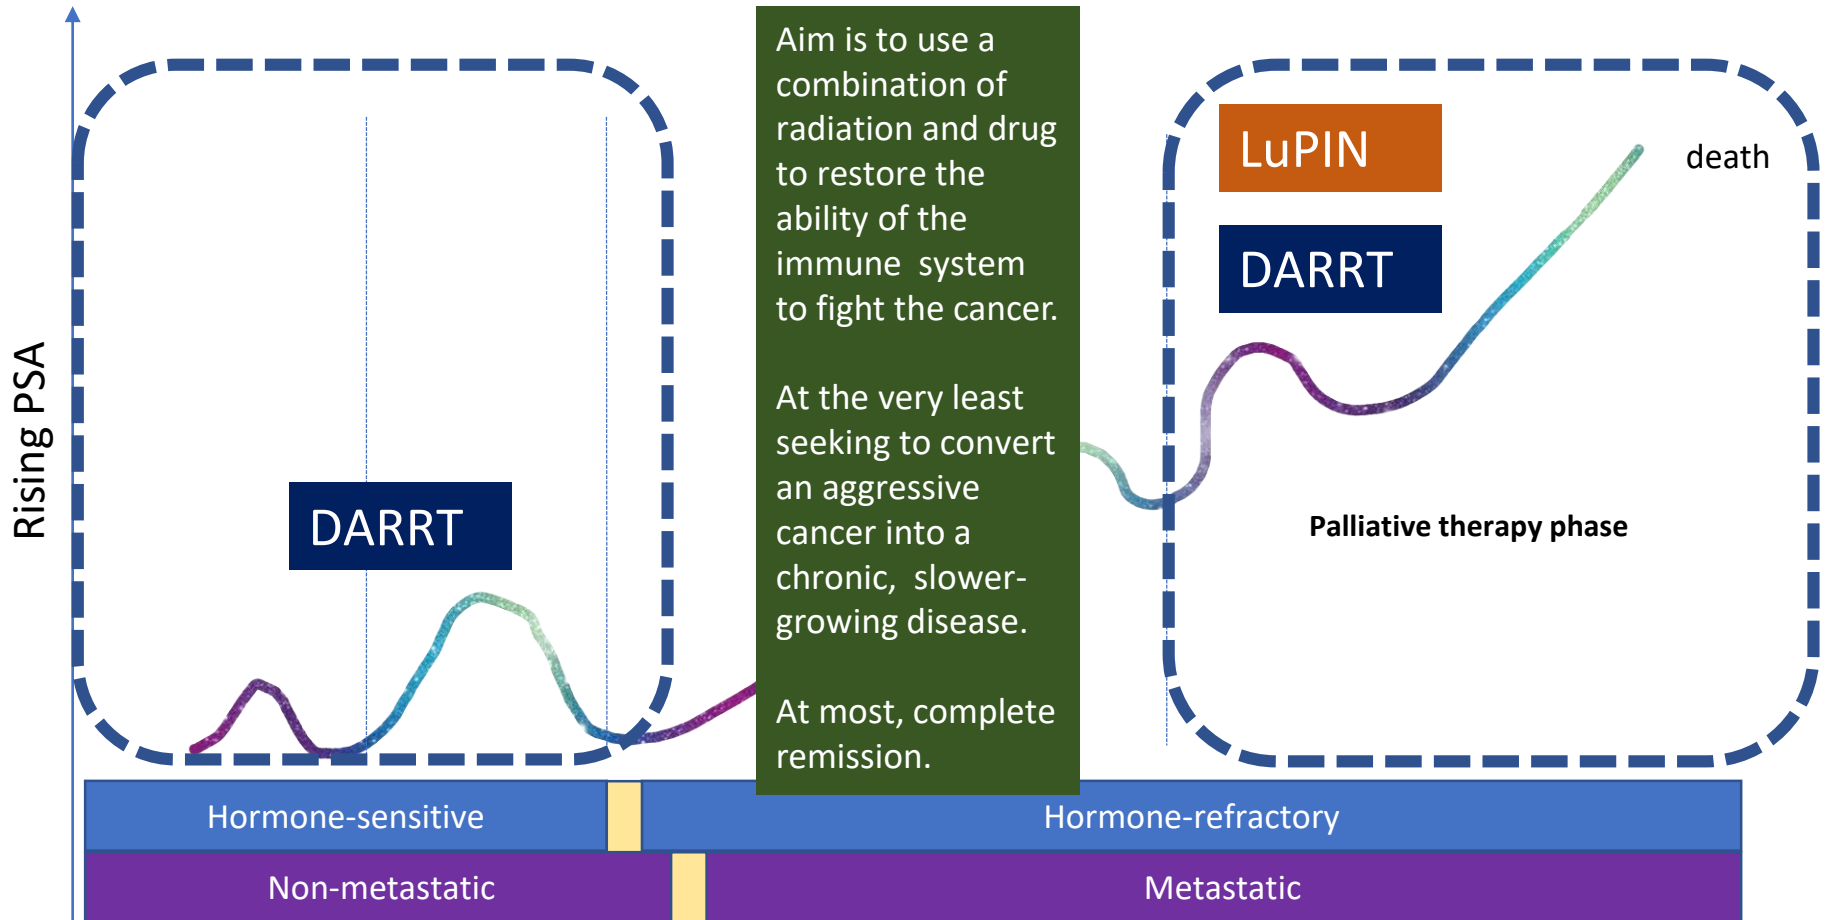 Rising PSA
DARRT
Aim is to use a
combination of
radiation and drug
to restore the
ability of the
immune system
to fight the cancer.
At the very least
seeking to convert
an aggressive
cancer into a
chronic, slower-
growing disease.
At most, complete
remission.
LuPIN
DARRT
death
Palliative therapy phase
Hormone-sensitive
Hormone-refractory
Non-metastatic
Metastatic